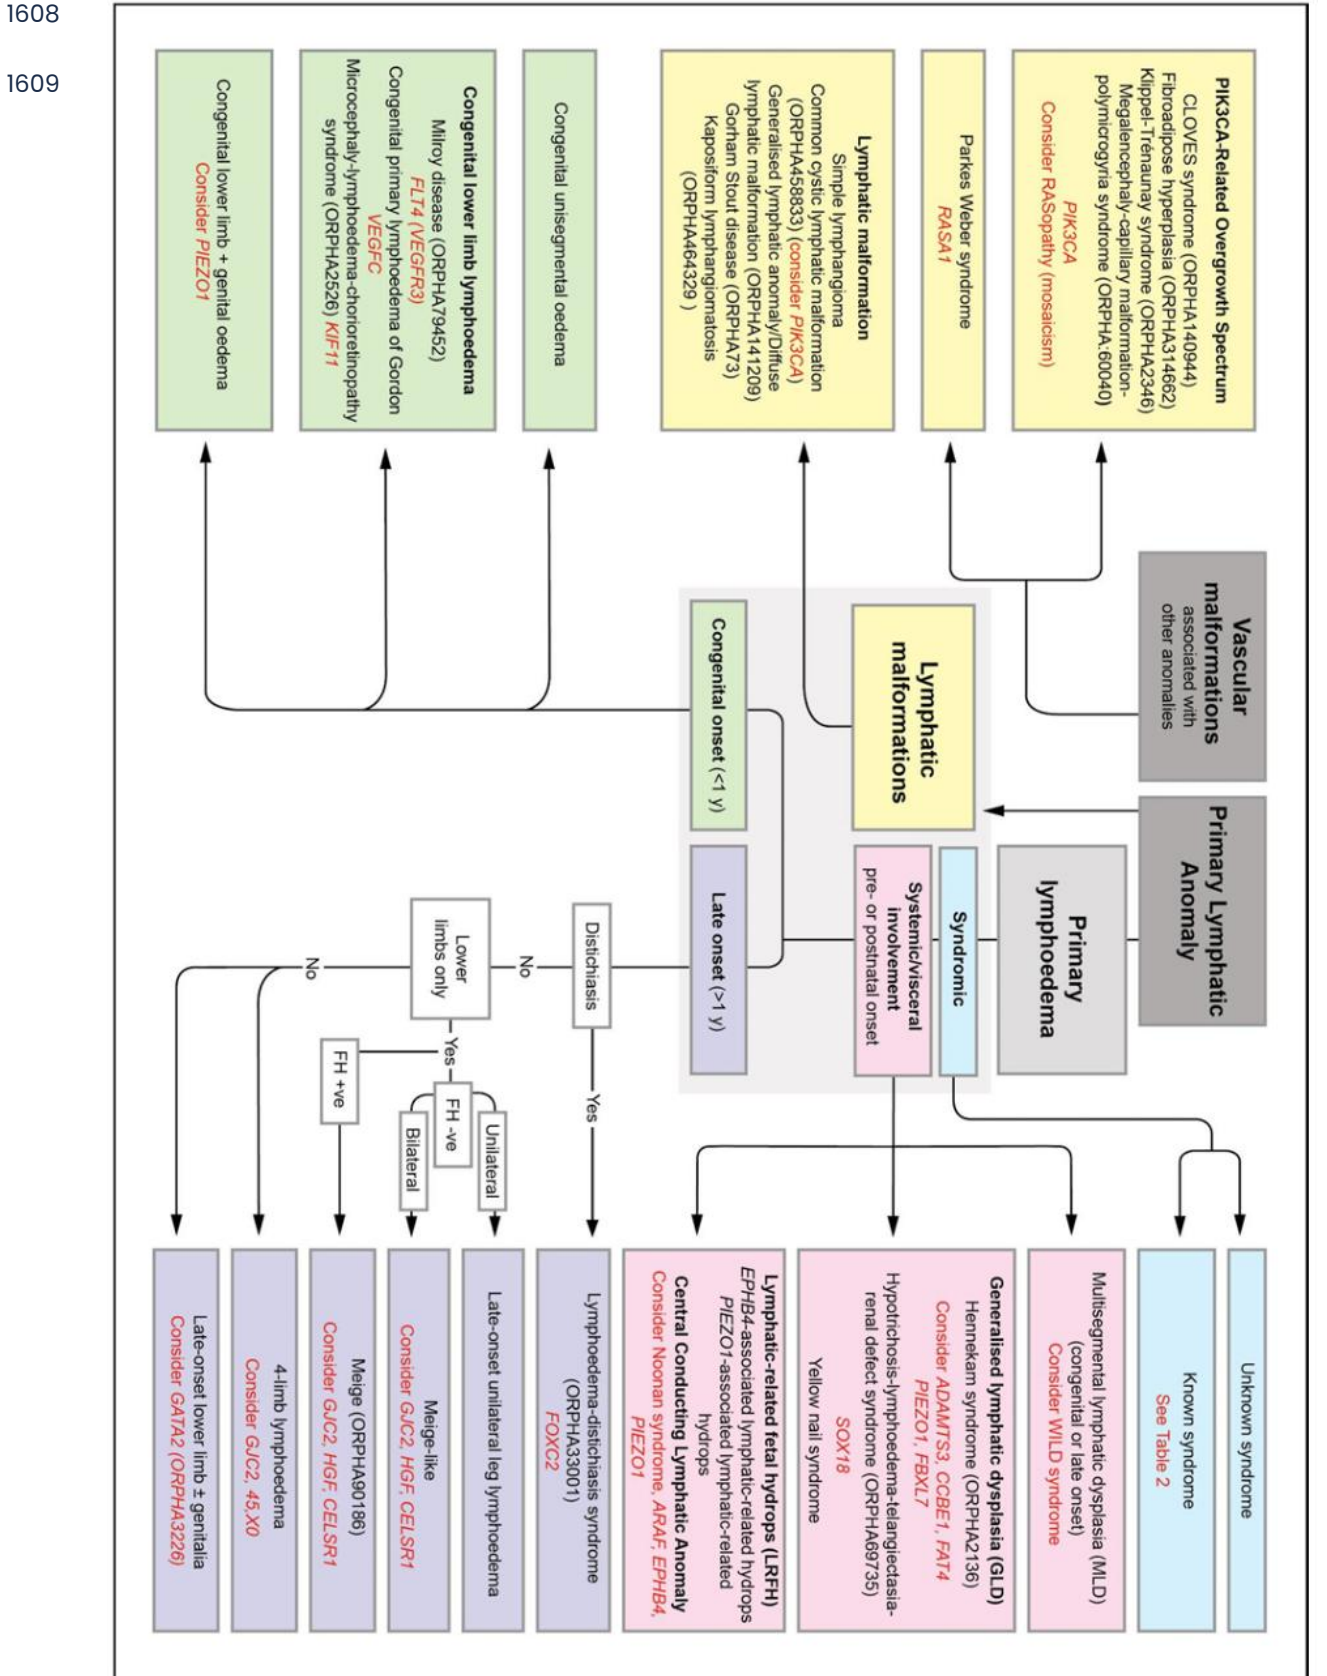 1608
1609
Vascular
malformations
associated with
other anomalies
Primary Lymphatic
Anomaly
Primary
lymphoedema
PIK3CA-Related Overgrowth Spectrum
CLOVES syndrome (ORPHA140944)
Fibroadipose hyperplasia (ORPHA314662)
Klippel-Trénaunay syndrome (ORPHA2346)
Megalencephaly-capillary malformation-
polymicrogyria syndrome (ORPHA:60040)
PIK3CA
Consider RASopathy (mosaicism)
Parkes Weber syndrome
RASA1
Lymphatic malformation
Simple lymphangioma
Common cystic lymphatic malformation
(ORPHA458833) (consider PIK3CA)
Generalised lymphatic anomaly/Diffuse
lymphatic malformation (ORPHA141209)
Gorham Stout disease (ORPHA73)
Kaposiform lymphangiomatosis
(ORPHA464329 )
Congenital unisegmental oedema
Congenital lower limb lymphoedema
Milroy disease (ORPHA79452)
FLT4 (VEGFR3)
Congenital primary lymphoedema of Gordon
VEGFC
Microcephaly-lymphoedema-chorioretinopathy
syndrome (ORPHA2526) KIF11
Congenital lower limb + genital oedema
Consider PIEZO1
Lymphatic
malformations
Syndromic
Systemic/visceral
involvement
pre- or postnatal onset
Congenital onset (<1 y)
Late onset (>1 y)
Distichiasis
Yes
No
Lower
limbs only
Yes
No
FH -ve
Unilateral
Bilateral
FH +ve
Unknown syndrome
Known syndrome
See Table 2
Multisegmental lymphatic dysplasia (MLD)
(congenital or late onset)
Consider WILD syndrome
Generalised lymphatic dysplasia (GLD)
Hennekam syndrome (ORPHA2136)
Consider ADAMTS3, CCBE1, FAT4
PIEZO1, FBXL7
Hypotrichosis-lymphoedema-telangiectasia-
renal defect syndrome (ORPHA69735)
SOX18
Yellow nail syndrome
Lymphatic-related fetal hydrops (LRFH)
EPHB4-associated lymphatic-related hydrops
PIEZO1-associated lymphatic-related
hydrops
Central Conducting Lymphatic Anomaly
Consider Noonan syndrome, ARAF, EPHB4,
PIEZO1
Lymphoedema-distichiasis syndrome
(ORPHA33001)
FOXC2
Late-onset unilateral leg lymphoedema
Meige-like
Consider GJC2, HGF, CELSR1
Meige (ORPHA90186)
Consider GJC2, HGF, CELSR1
4-limb lymphoedema
Consider GJC2, 45,X0
Late-onset lower limb ± genitalia
Consider GATA2 (ORPHA3226)